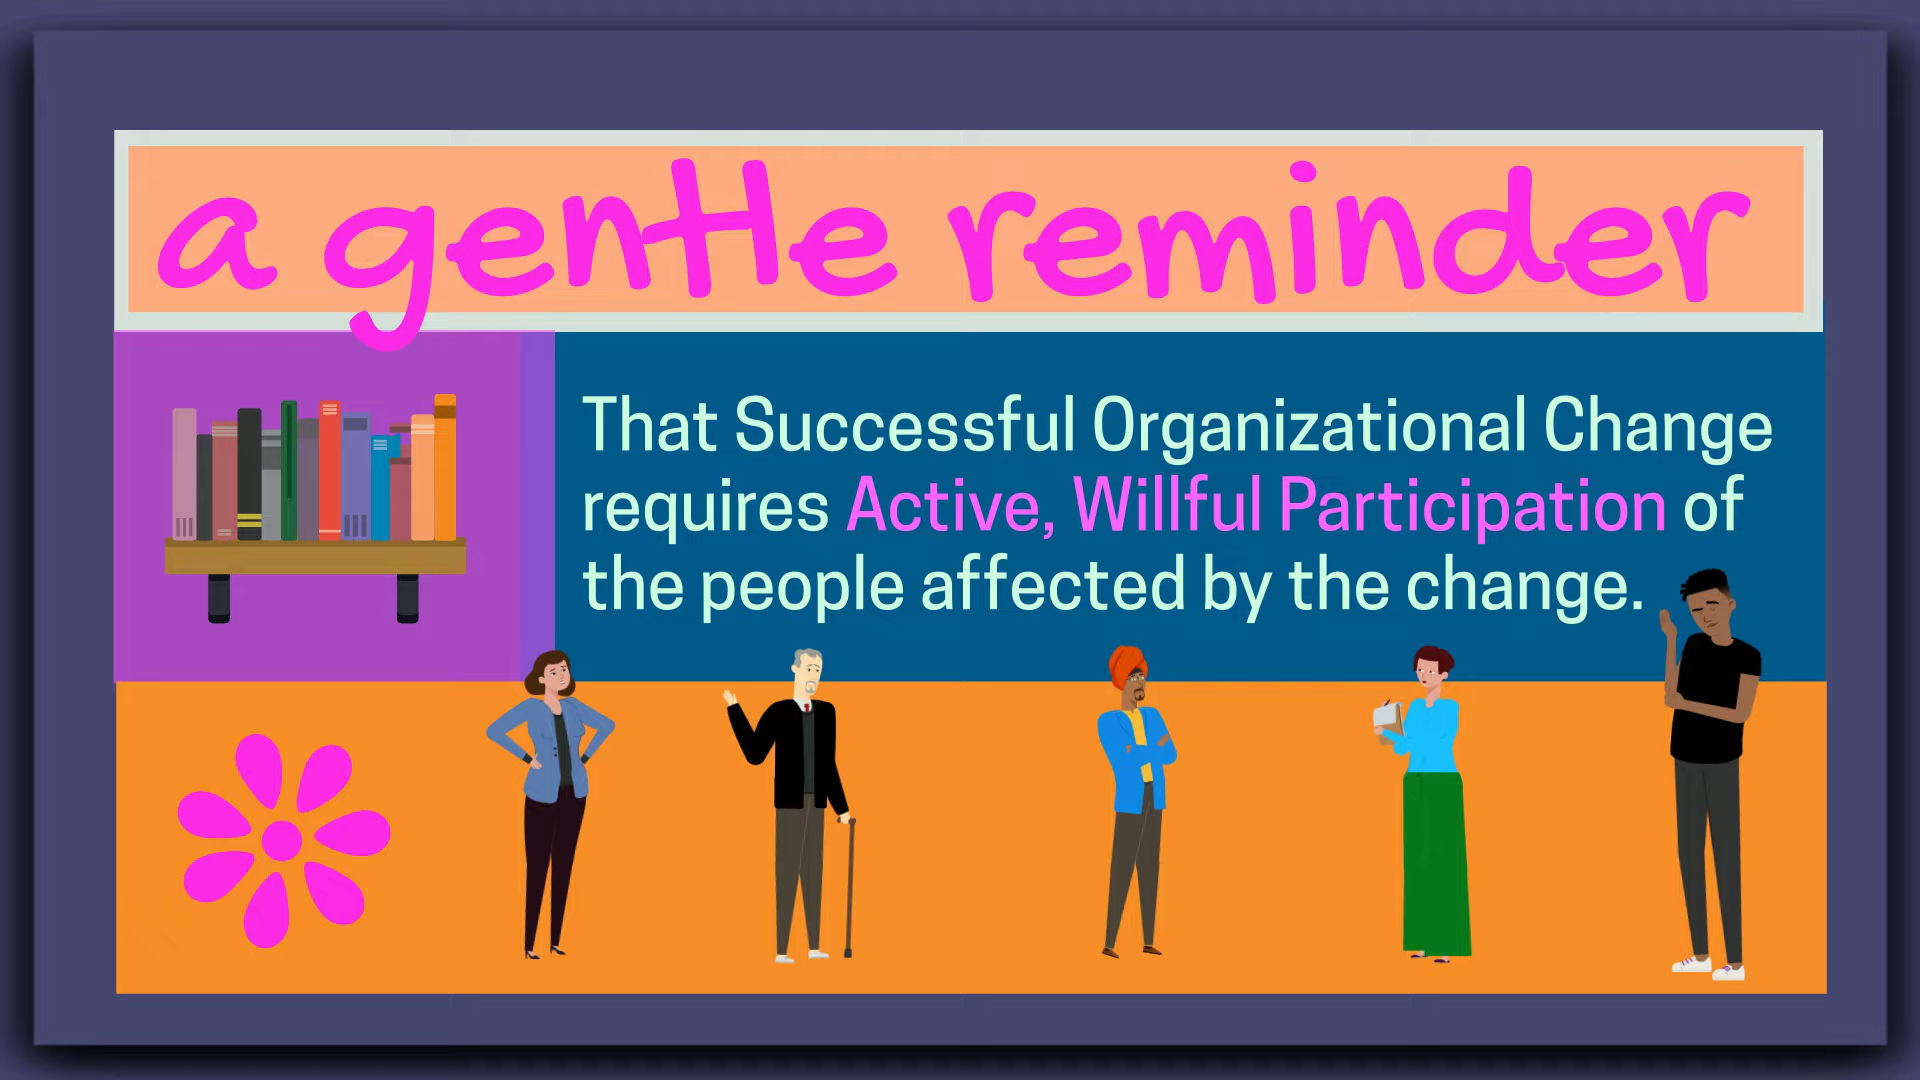 a gentle reminder
That Successful Organizational Change
requires Active, Willful Participation of
the people affected by the change.